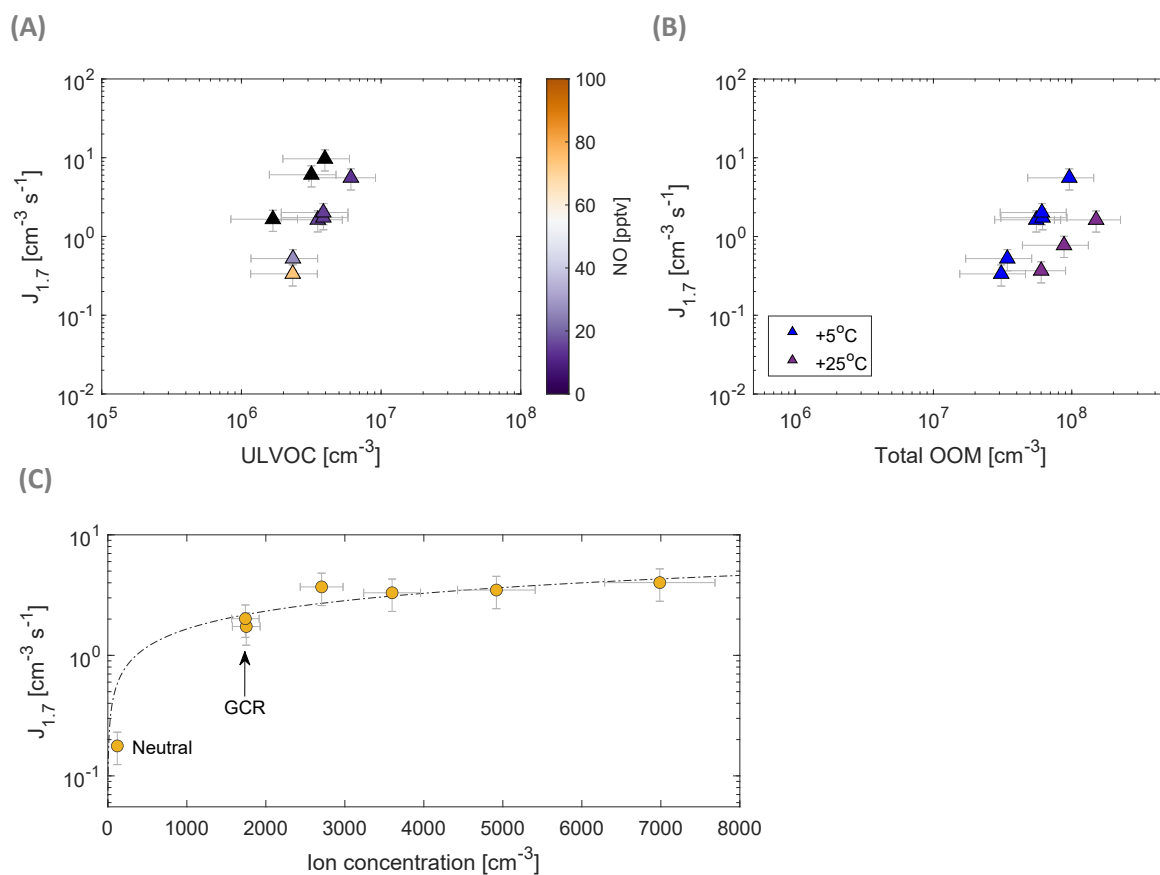 (A)
(B)
10^2
10^1
10^0
10^-1
10^-2
J_1.7 [cm^-3 s^-1]
10^5
10^6
10^7
10^8
ULVOC [cm^-3]
100
80
60
40
20
0
NO [pptv]
10^2
10^1
10^0
10^-1
10^-2
J_1.7 [cm^-3 s^-1]
+5°C
+25°C
10^6
10^7
10^8
Total OOM [cm^-3]
(C)
10^1
10^0
10^-1
J_1.7 [cm^-3 s^-1]
GCR
Neutral
0
1000
2000
3000
4000
5000
6000
7000
8000
Ion concentration [cm^-3]